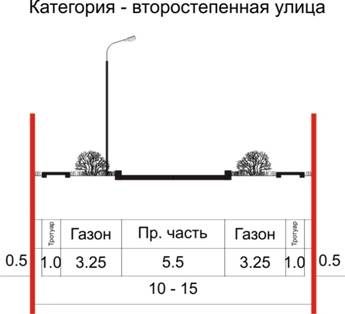 Категория - второстепенная улица
Тротуар Газон Пр. часть Газон Тротуар
0.5 1.0 3.25 5.5 3.25 1.0 0.5
10 - 15